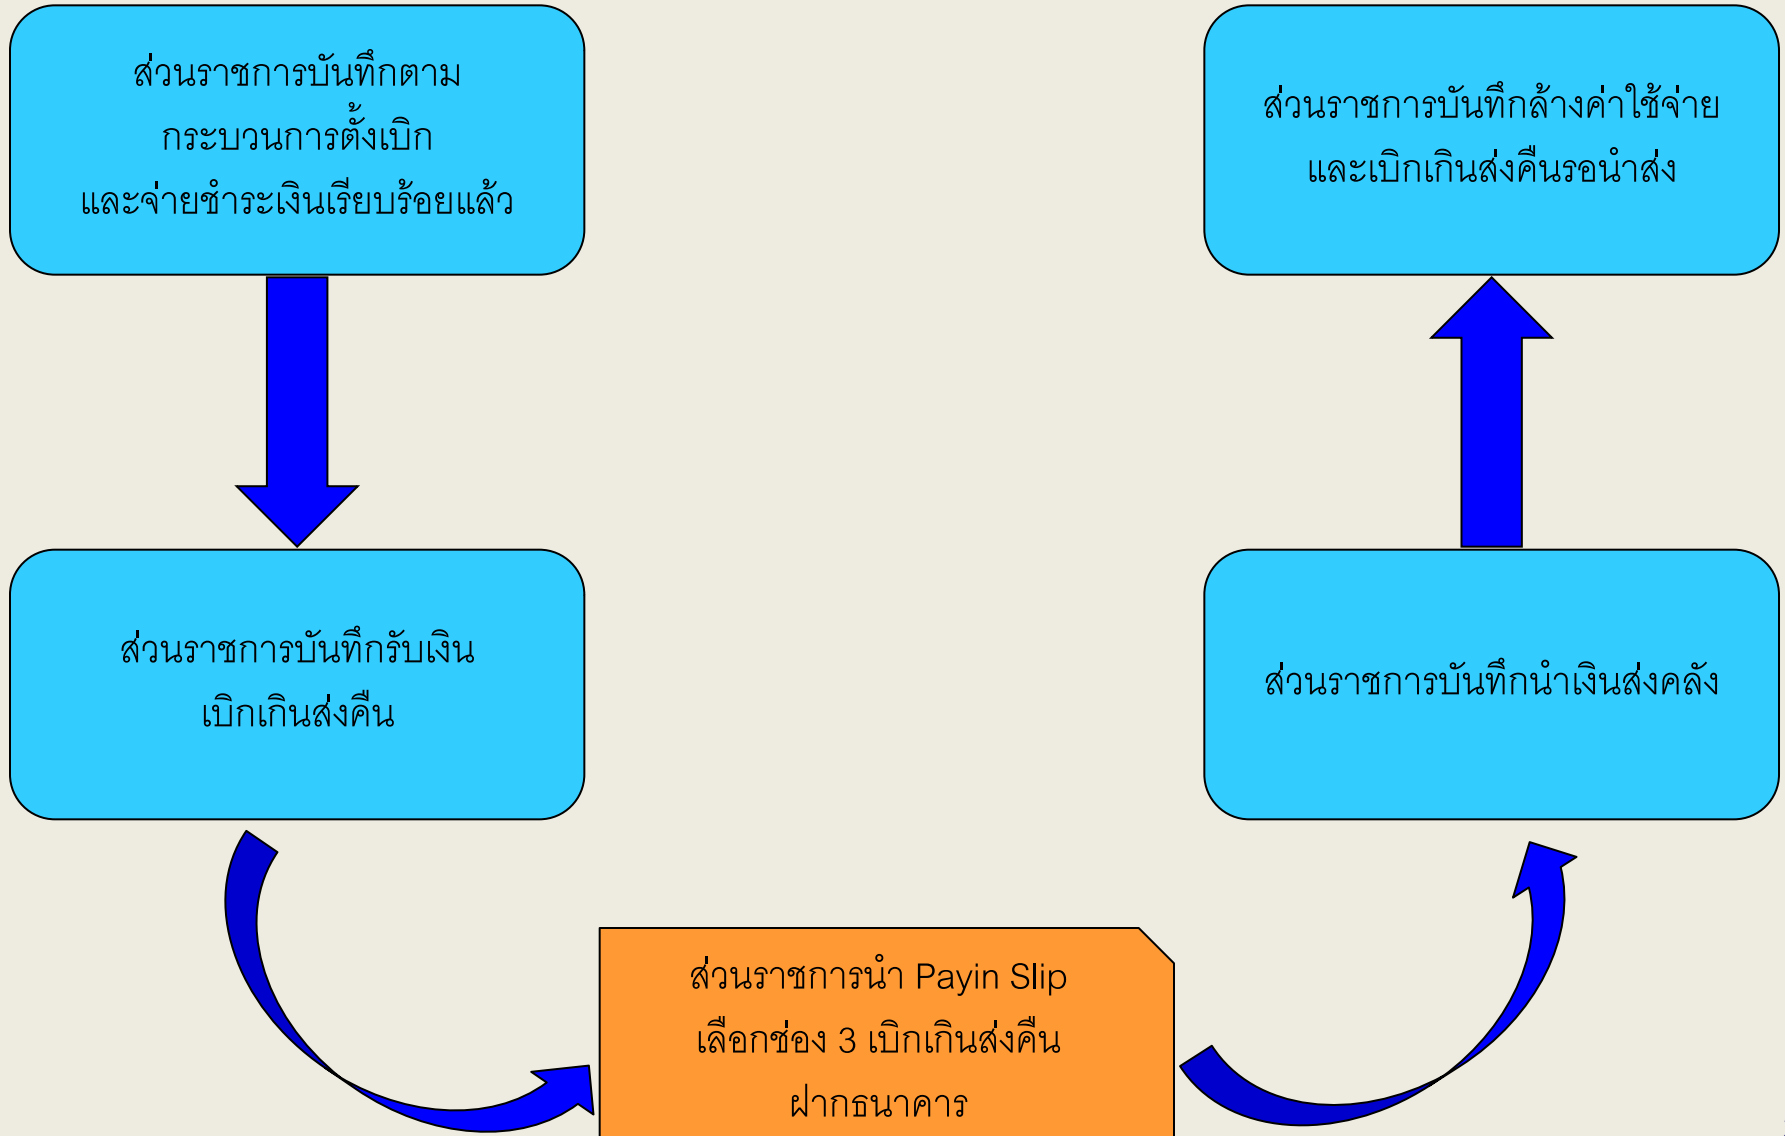 ส่วนราชการบันทึกตาม
กระบวนการตั้งเบิก
และจ่ายชำระเงินเรียบร้อยแล้ว
ส่วนราชการบันทึกรับเงิน
เบิกเกินส่งคืน
ส่วนราชการนำ Payin Slip
เลือกช่อง 3 เบิกเกินส่งคืน
ฝากธนาคาร
ส่วนราชการบันทึกนำเงินส่งคลัง
ส่วนราชการบันทึกล้างค่าใช้จ่าย
และเบิกเกินส่งคืนรอนำส่ง